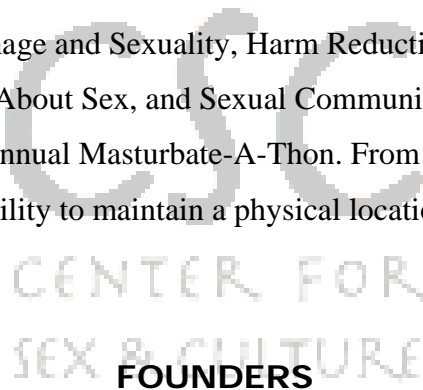 CSC
age and Sexuality, Harm Reducti
About Sex, and Sexual Communi
nnual Masturbate-A-Thon. From
ility to maintain a physical locatio
CENTER FOR
SEX & CULTURE
FOUNDERS